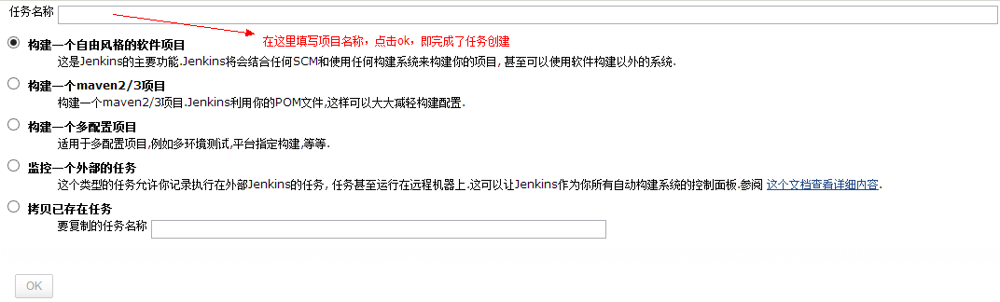 任务名称
在这里填写项目名称，点击ok，即完成了任务创建
构建一个自由风格的软件项目
这是Jenkins的主要功能.Jenkins将会结合任何SCM和使用任何构建系统来构建你的项目, 甚至可以使用软件构建以外的系统.
构建一个maven2/3项目
构建一个maven2/3项目.Jenkins利用你的POM文件,这样可以大大减轻构建配置.
构建一个多配置项目
适用于多配置项目,例如多环境测试,平台指定构建,等等.
监控一个外部的任务
这个类型的任务允许你记录执行在外部Jenkins的任务, 任务甚至运行在远程机器上.这可以让Jenkins作为你所有自动构建系统的控制面板.参阅 这个文档查看详细内容.
拷贝已存在任务
要复制的任务名称
OK